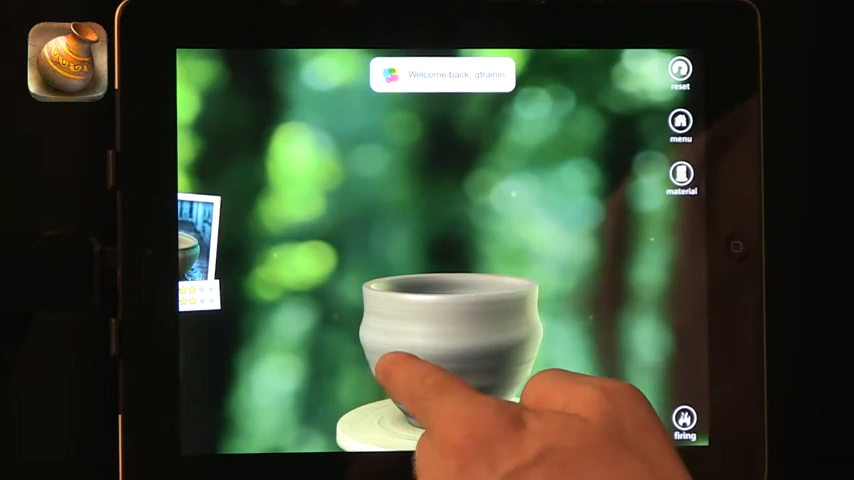 Welcome back, gtrainin
reset
menu
material
firing